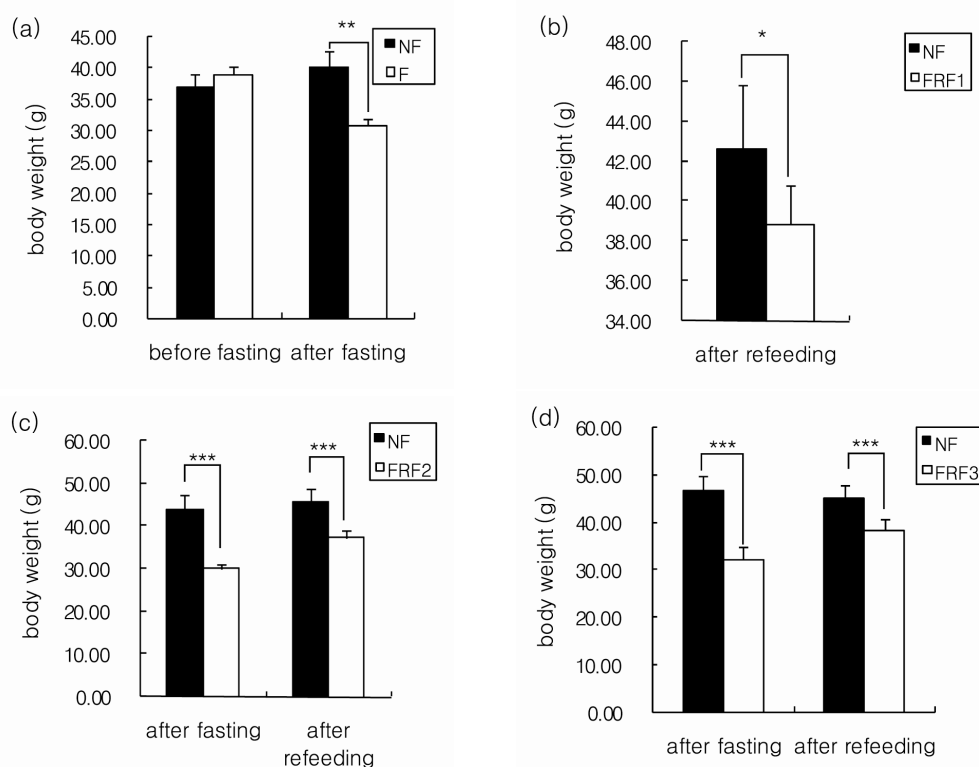 (a)
45.00
40.00
35.00
30.00
25.00
20.00
15.00
10.00
5.00
0.00
body weight (g)
**
NF
F
before fasting after fasting
(b)
48.00
46.00
44.00
42.00
40.00
38.00
36.00
34.00
body weight (g)
*
NF
FRF1
after refeeding
(c)
60.00
50.00
40.00
30.00
20.00
10.00
0.00
body weight (g)
*** ***
NF
FRF2
after fasting after
refeeding
(d)
60.00
50.00
40.00
30.00
20.00
10.00
0.00
body weight (g)
*** ***
NF
FRF3
after fasting after refeeding